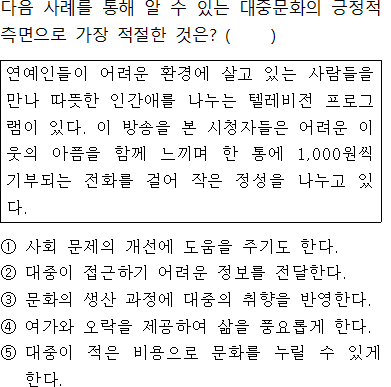 다음 사례를 통해 알 수 있는 대중문화의 긍정적
측면으로 가장 적절한 것은? (      )
연예인들이 어려운 환경에 살고 있는 사람들을
만나 따뜻한 인간애를 나누는 텔레비전 프로그
램이 있다. 이 방송을 본 시청자들은 어려운 이
웃의 아픔을 함께 느끼며 한 통에 1,000원씩
기부되는 전화를 걸어 작은 정성을 나누고 있
다.
① 사회 문제의 개선에 도움을 주기도 한다.
② 대중이 접근하기 어려운 정보를 전달한다.
③ 문화의 생산 과정에 대중의 취향을 반영한다.
④ 여가와 오락을 제공하여 삶을 풍요롭게 한다.
⑤ 대중이 적은 비용으로 문화를 누릴 수 있게
한다.